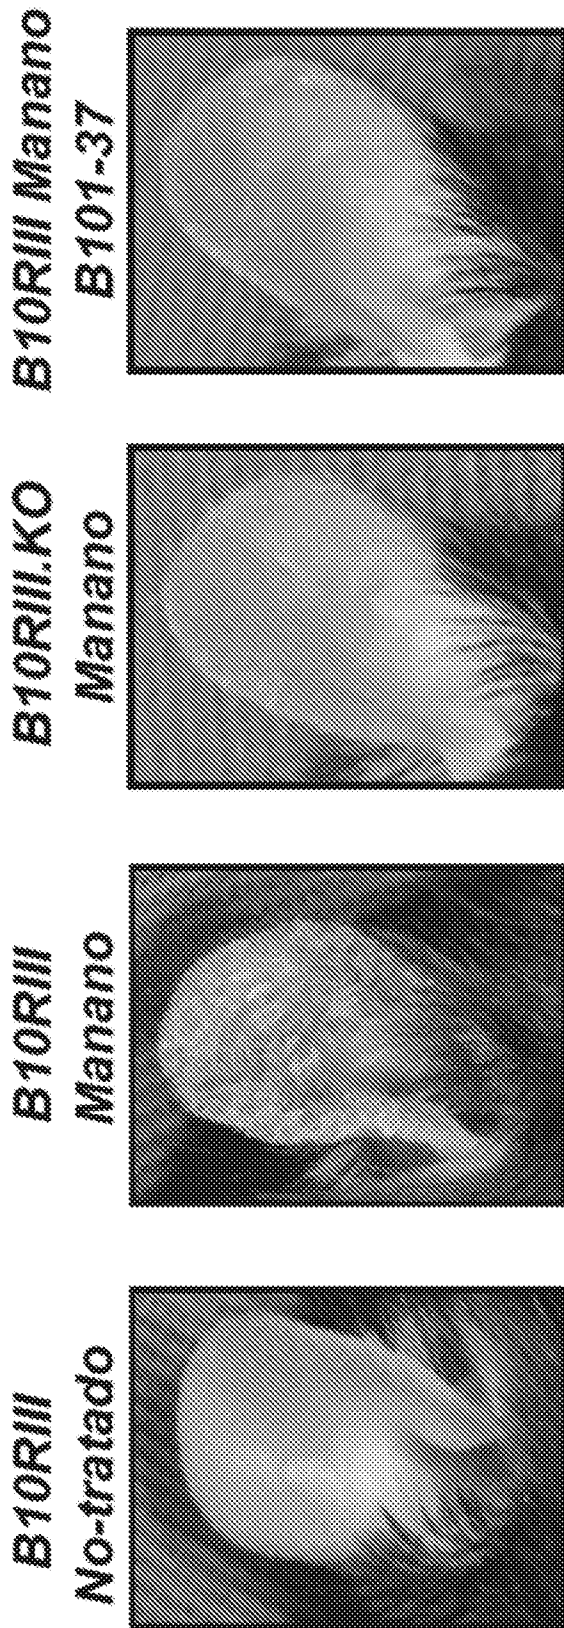 B10RIII
No-tratado
B10RIII
Manano
B10RIII.KO
Manano
B10RIII Manano
B101-37